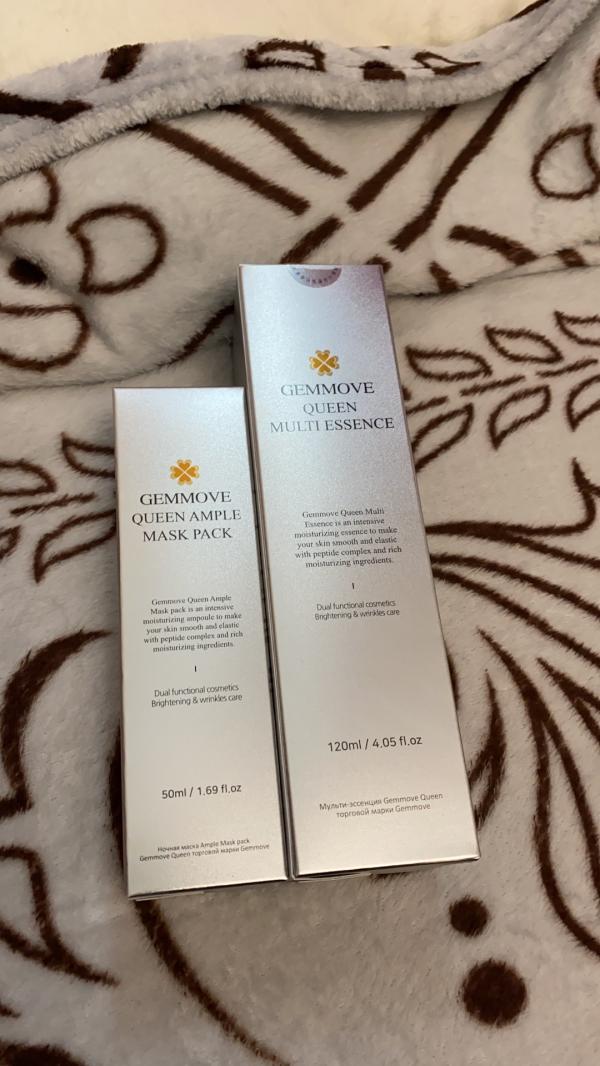 GEMMOVE
QUEEN AMPLE
MASK PACK
Gemmove Queen Ample
Mask pack is an intensive
moisturizing ampoule to make
your skin smooth and elastic
with peptide complex and rich
moisturizing ingredients.
Dual functional cosmetics
Brightening & wrinkles care
50ml / 1.69 fl.oz
Ночная маска Ample Mask pack
Gemmove Queen торговой марки Gemmove
GEMMOVE
QUEEN
MULTI ESSENCE
Gemmove Queen Multi
Essence is an intensive
moisturizing essence to make
your skin smooth and elastic
with peptide complex and rich
moisturizing ingredients.
Dual functional cosmetics
Brightening & wrinkles care
120ml / 4.05 fl.oz
Мульти-эссенция Gemmove Queen
торговой марки Gemmove